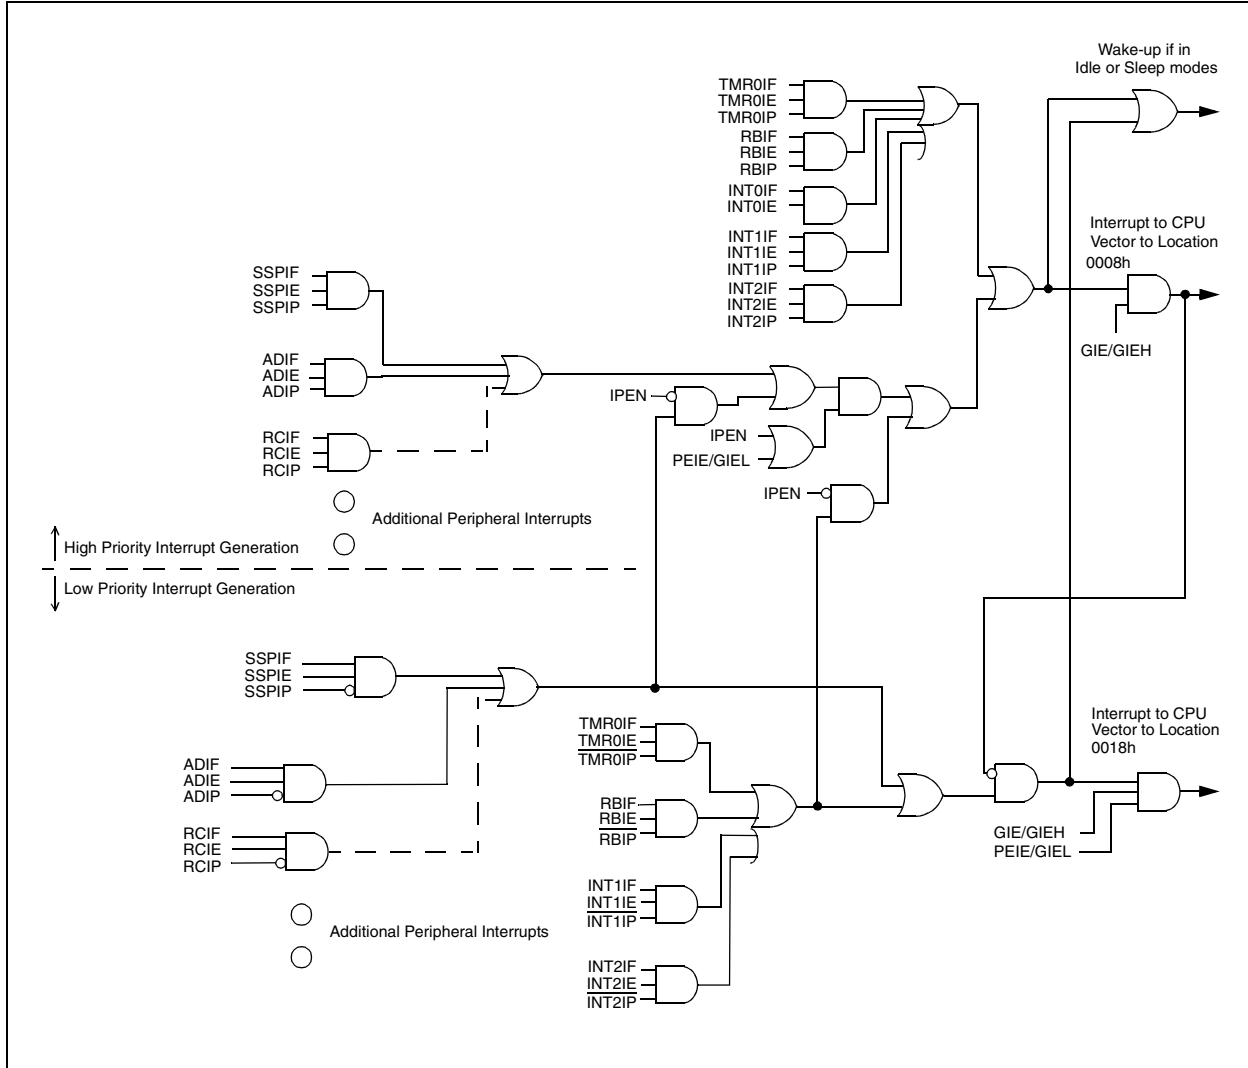 Wake-up if in
Idle or Sleep modes
TMR0IF
TMR0IE
TMR0IP
RBIF
RBIE
RBIP
INT0IF
INT0IE
INT1IF
INT1IE
INT1IP
INT2IF
INT2IE
INT2IP
Interrupt to CPU
Vector to Location
0008h
GIE/GIEH
SSPIF
SSPIE
SSPIP
ADIF
ADIE
ADIP
RCIF
RCIE
RCIP
IPEN
IPEN
PEIE/GIEL
IPEN
Additional Peripheral Interrupts
High Priority Interrupt Generation
Low Priority Interrupt Generation
SSPIF
SSPIE
SSPIP
ADIF
ADIE
ADIP
RCIF
RCIE
RCIP
Additional Peripheral Interrupts
TMR0IF
TMR0IE
TMR0IP
RBIF
RBIE
RBIP
INT1IF
INT1IE
INT1IP
INT2IF
INT2IE
INT2IP
Interrupt to CPU
Vector to Location
0018h
GIE/GIEH
PEIE/GIEL